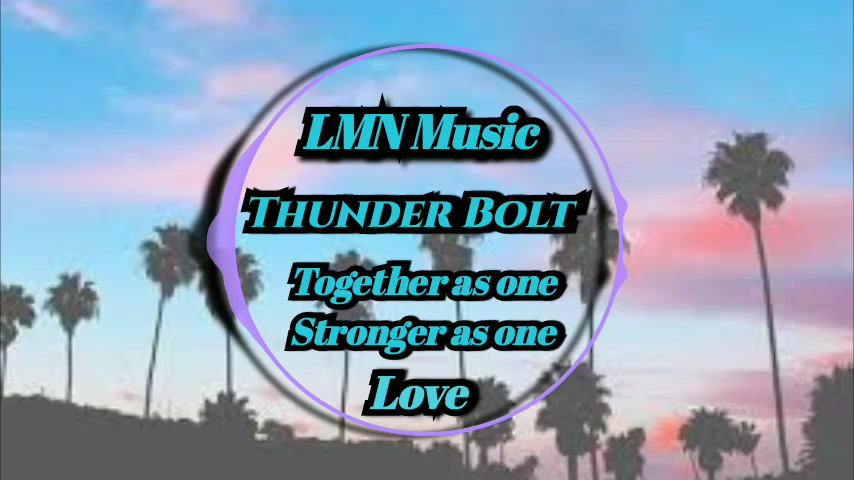 LMN Music
THUNDER BOLT
Together as one
Stronger as one
Love